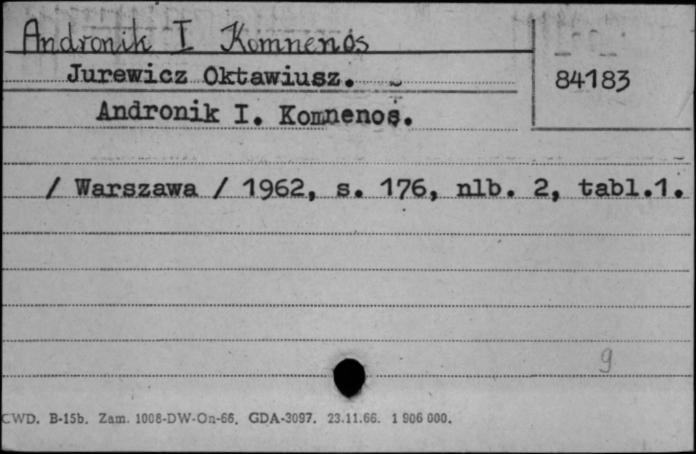 Andronik I Komnenos
Jurewicz Oktawiusz.
84183
Andronik I. Komnenos.
/ Warszawa / 1962, s. 176, nlb. 2, tabl.1.
9
CWD. B-15b. Zam. 1008-DW-On-66. GDA-3097. 23.11.66. 1 906 000.